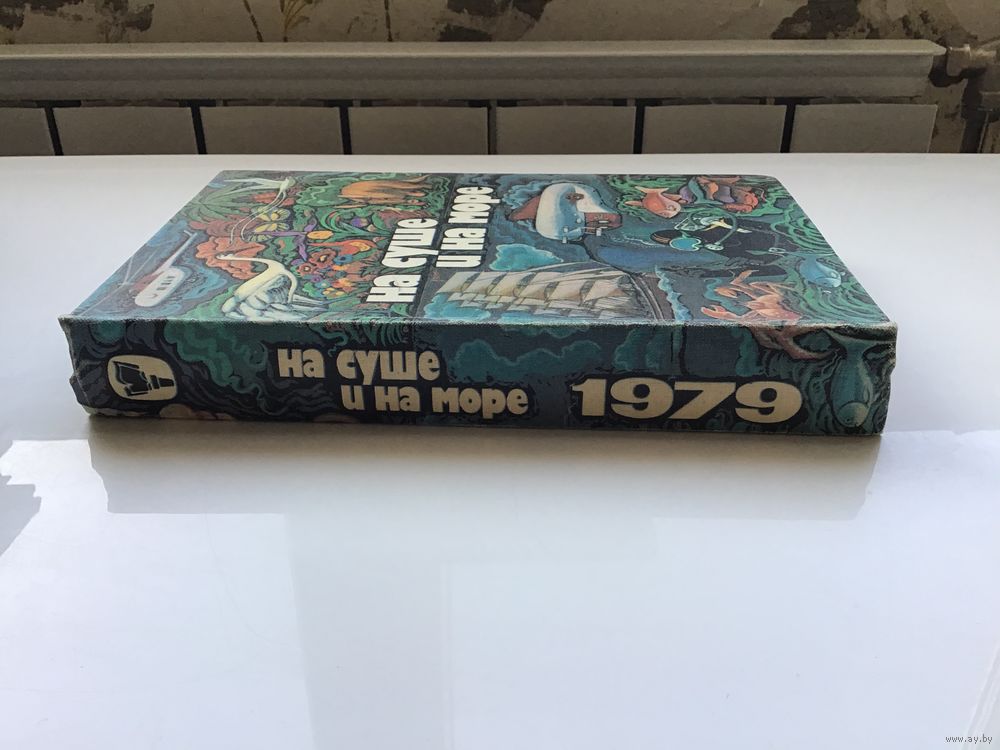 на суше
и на море
на суше
и на море
1979
www.ay.by